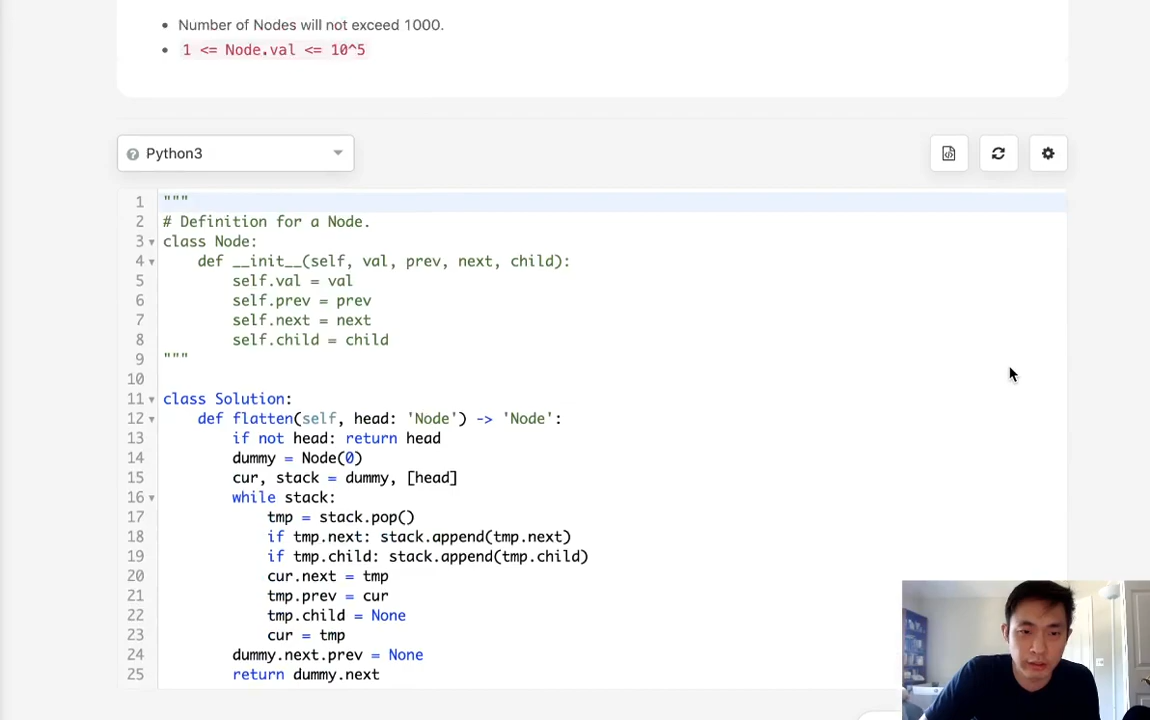 Number of Nodes will not exceed 1000.
1 <= Node.val <= 10^5
Python3
1 """
2 # Definition for a Node.
3 class Node:
4     def __init__(self, val, prev, next, child):
5         self.val = val
6         self.prev = prev
7         self.next = next
8         self.child = child
9 """
10
11 class Solution:
12     def flatten(self, head: 'Node') -> 'Node':
13         if not head: return head
14         dummy = Node(0)
15         cur, stack = dummy, [head]
16         while stack:
17             tmp = stack.pop()
18             if tmp.next: stack.append(tmp.next)
19             if tmp.child: stack.append(tmp.child)
20             cur.next = tmp
21             tmp.prev = cur
22             tmp.child = None
23             cur = tmp
24         dummy.next.prev = None
25         return dummy.next